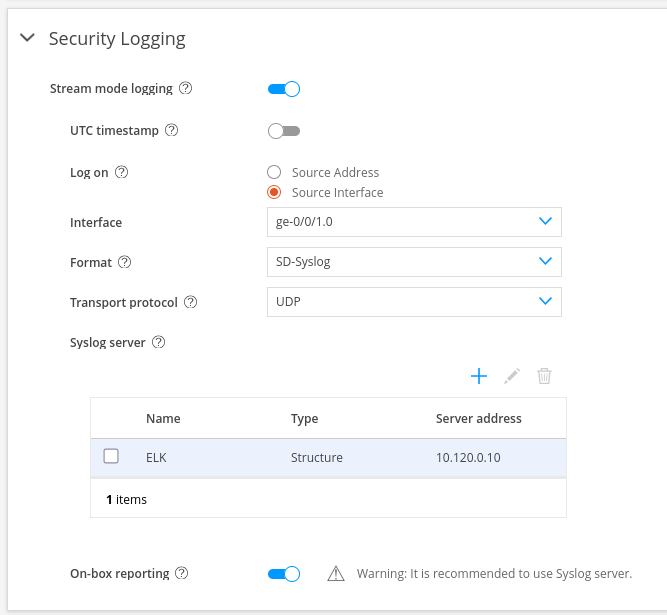 Security Logging
Stream mode logging ?
UTC timestamp ?
Log on ? Source Address
Source Interface
Interface ge-0/0/1.0
Format ? SD-Syslog
Transport protocol ? UDP
Syslog server ?
Name Type Server address
ELK Structure 10.120.0.10
1 items
On-box reporting ? Warning: It is recommended to use Syslog server.